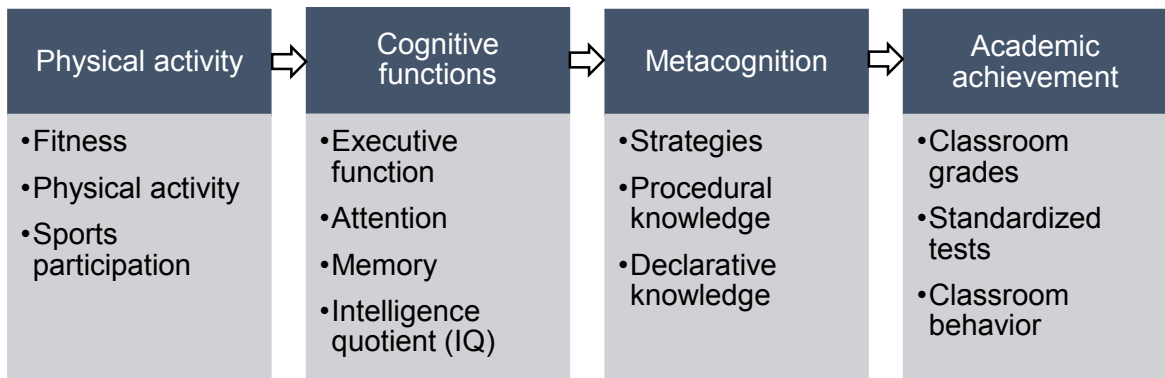 Physical activity
•Fitness
•Physical activity
•Sports
participation
Cognitive
functions
•Executive
function
•Attention
•Memory
•Intelligence
quotient (IQ)
Metacognition
•Strategies
•Procedural
knowledge
•Declarative
knowledge
Academic
achievement
•Classroom
grades
•Standardized
tests
•Classroom
behavior